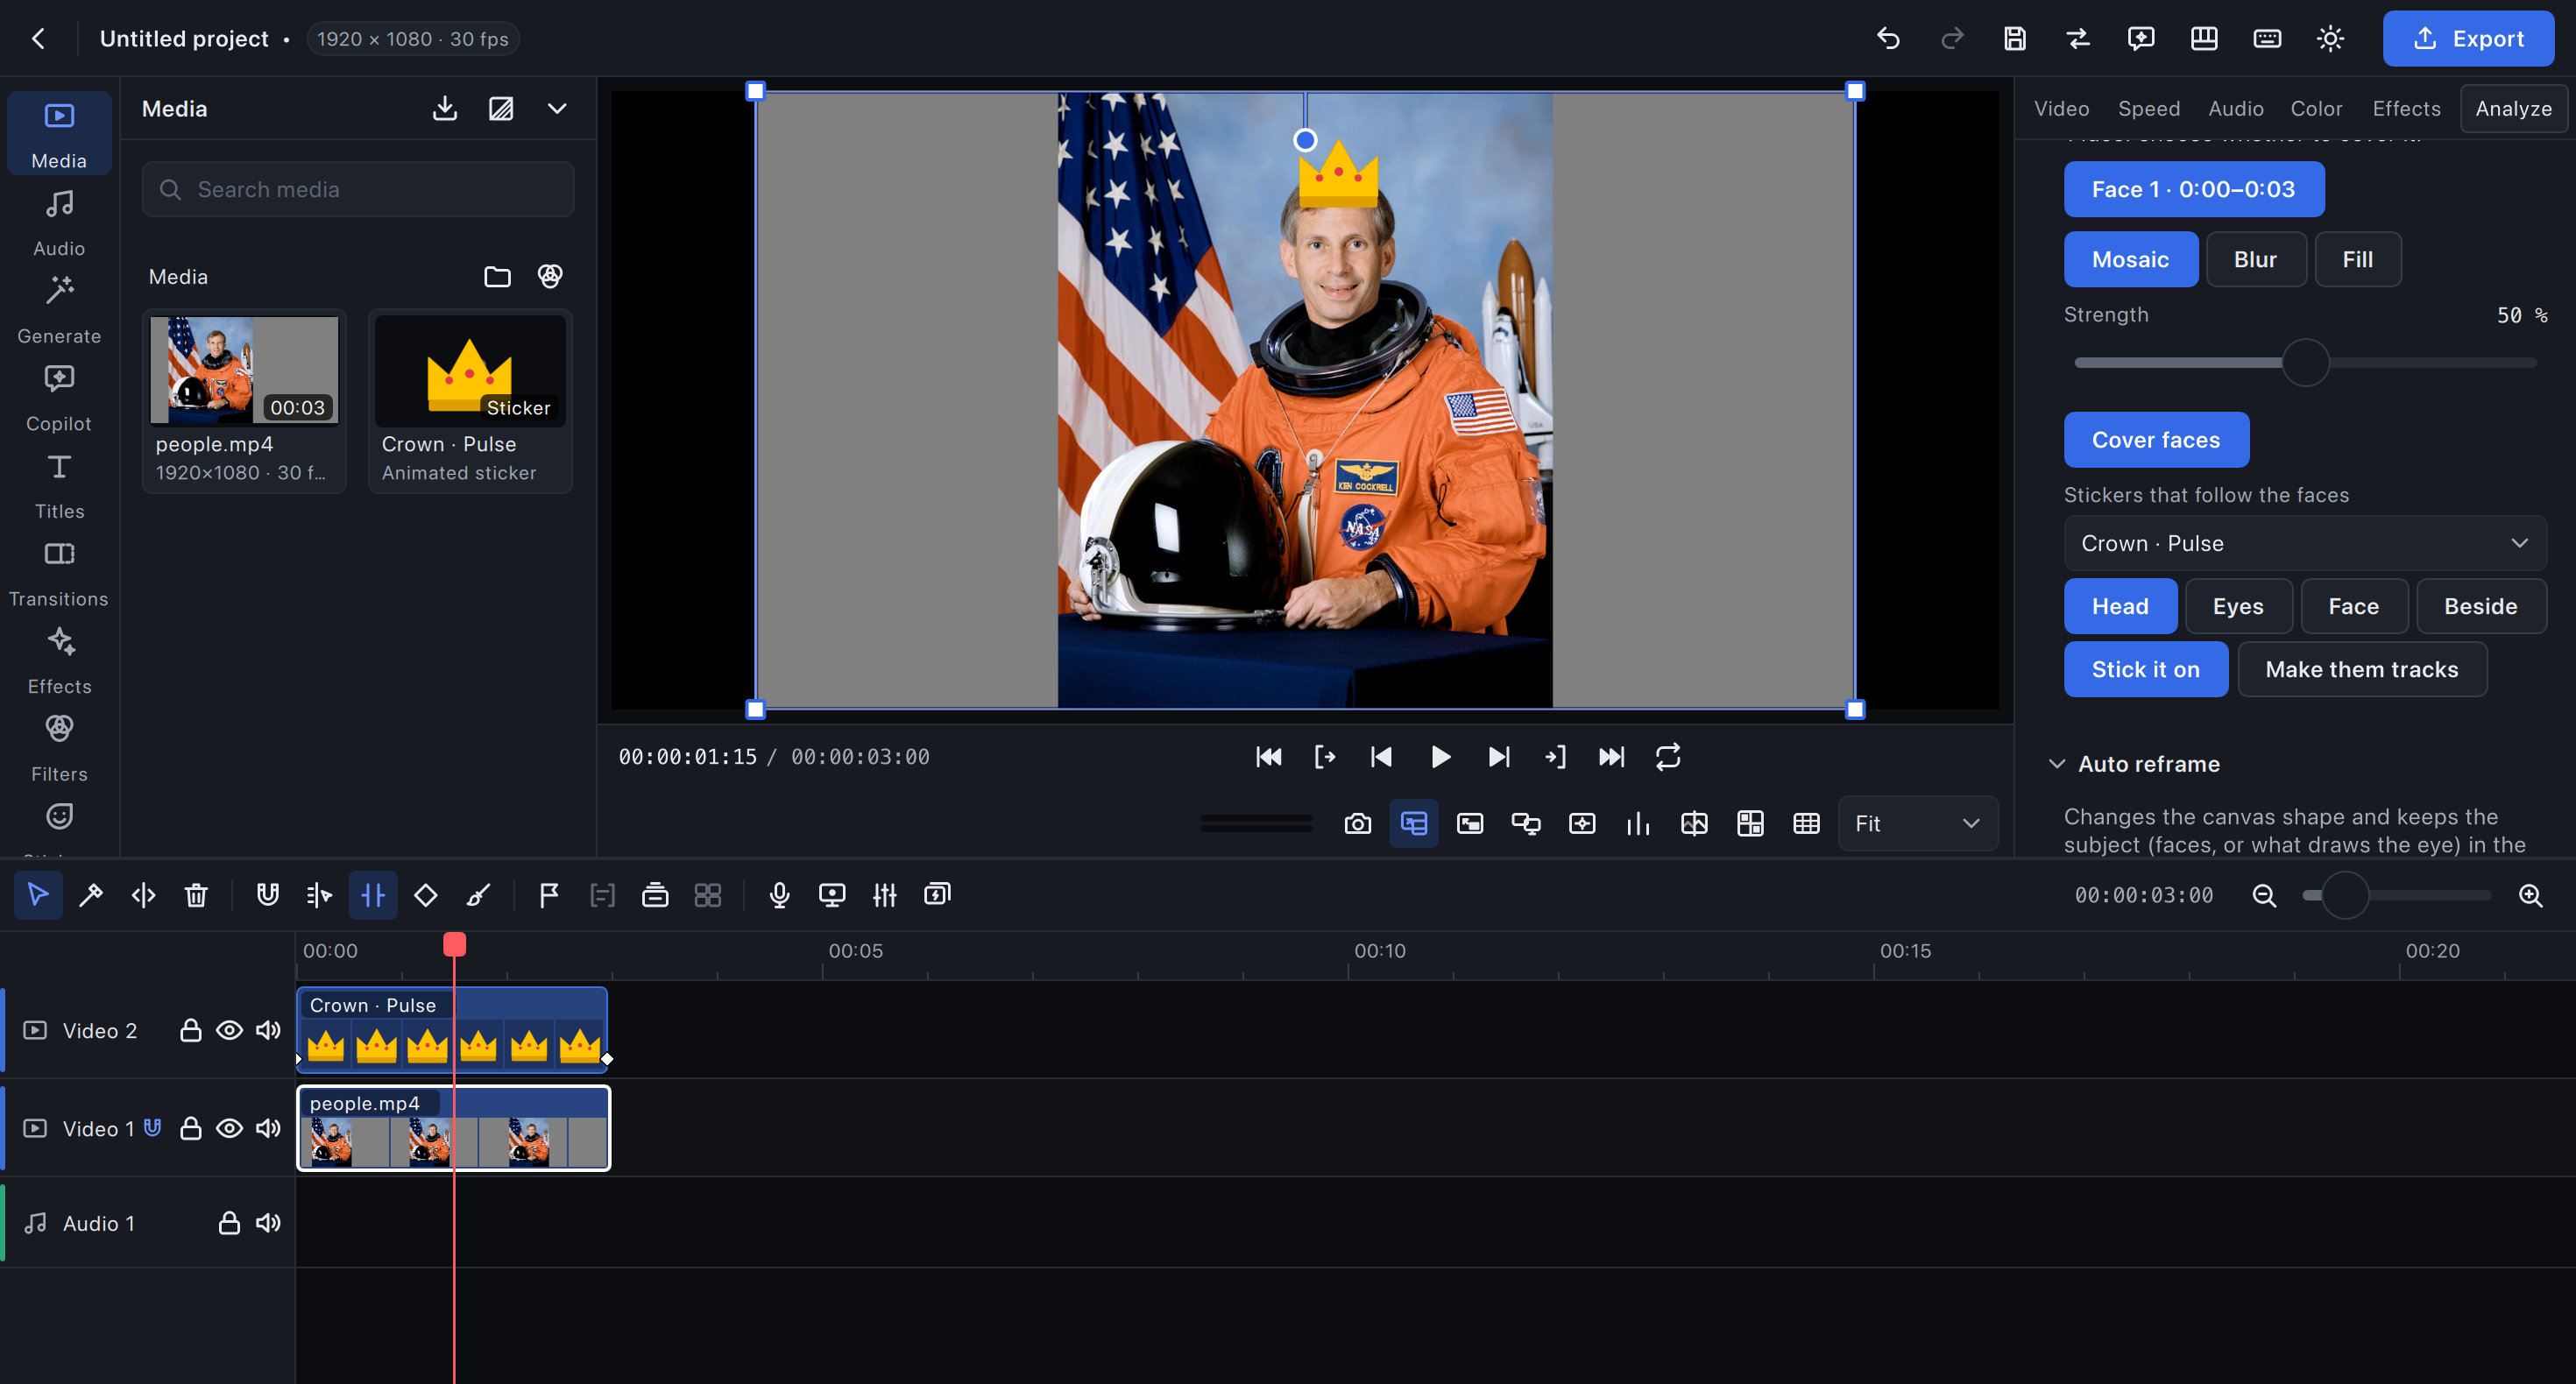 Untitled project •
1920 × 1080 · 30 fps
Export
Media
Audio
Generate
Copilot
Titles
Transitions
Effects
Filters
Media
Search media
Media
00:03
people.mp4
1920×1080 · 30 f…
Sticker
Crown · Pulse
Animated sticker
USA
KEN COCKRELL
NASA
00:00:01:15 / 00:00:03:00
Fit
Video Speed Audio Color Effects Analyze
Face 1 · 0:00–0:03
Mosaic Blur Fill
Strength 50 %
Cover faces
Stickers that follow the faces
Crown · Pulse
Head Eyes Face Beside
Stick it on Make them tracks
Auto reframe
Changes the canvas shape and keeps the
subject (faces, or what draws the eye) in the
00:00:03:00
00:00 00:05 00:10 00:15 00:20
Video 2
Crown · Pulse
Video 1
people.mp4
Audio 1